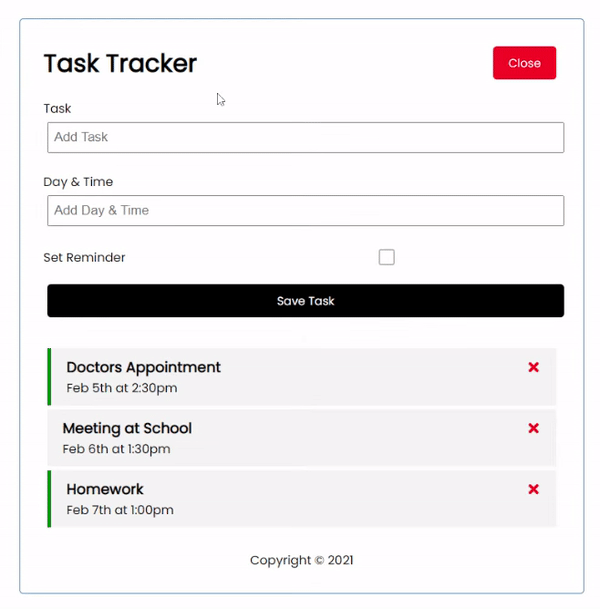 Task Tracker
Close
Task
Add Task
Day & Time
Add Day & Time
Set Reminder
Save Task
Doctors Appointment
Feb 5th at 2:30pm
Meeting at School
Feb 6th at 1:30pm
Homework
Feb 7th at 1:00pm
Copyright © 2021